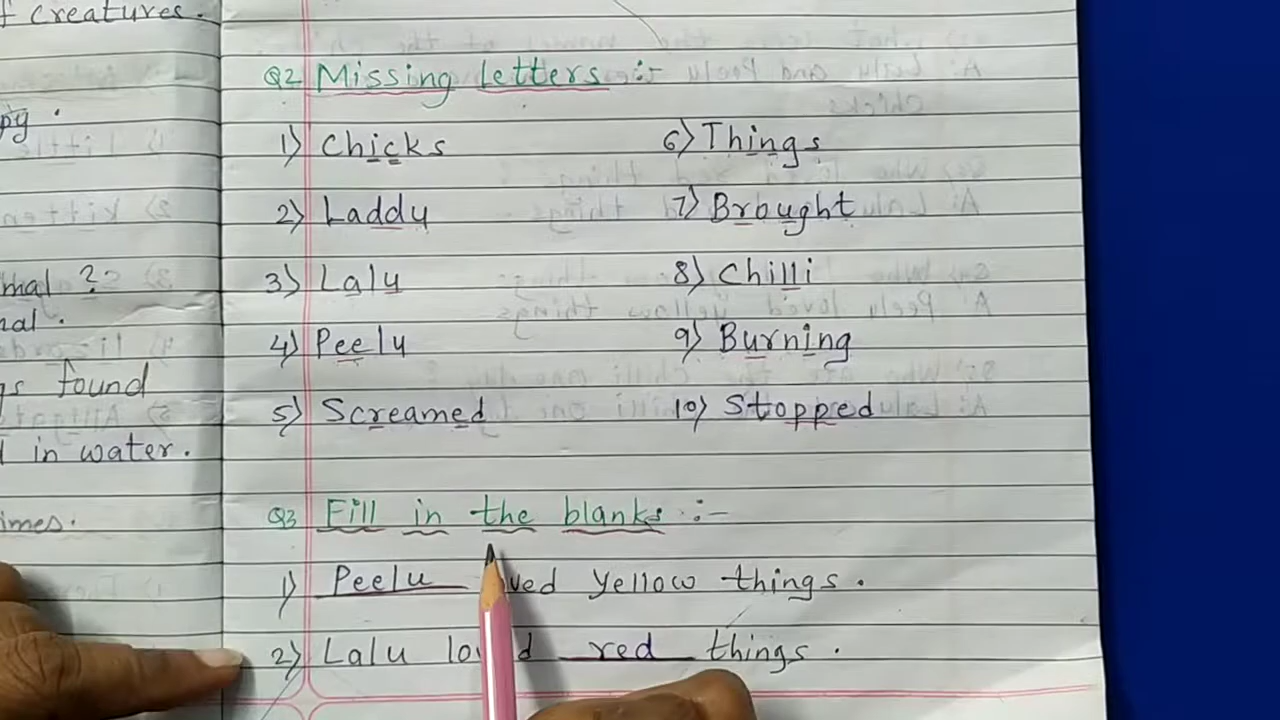 creatures.
Q2 Missing letters :-
1) Chicks
2) Laddu
3) Lalu
4) Peelu
5) Screamed
6) Things
7) Brought
8) Chilli
9) Burning
10) Stopped
Q3 Fill in the blanks :-
1) Peelu loved yellow things.
2) Lalu loved red things.
found
in water.